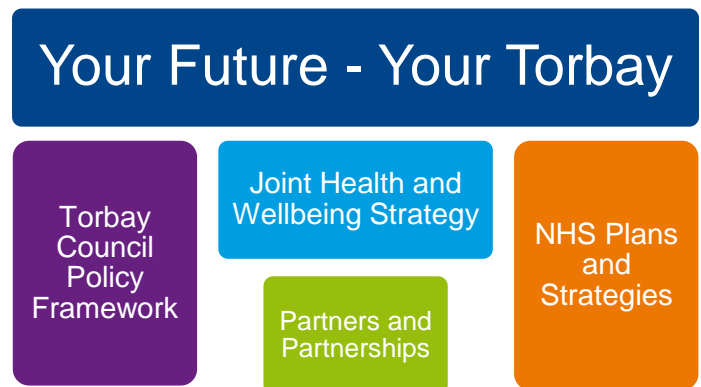 Your Future - Your Torbay
Torbay
Council
Policy
Framework
Joint Health and
Wellbeing Strategy
Partners and
Partnerships
NHS Plans
and
Strategies